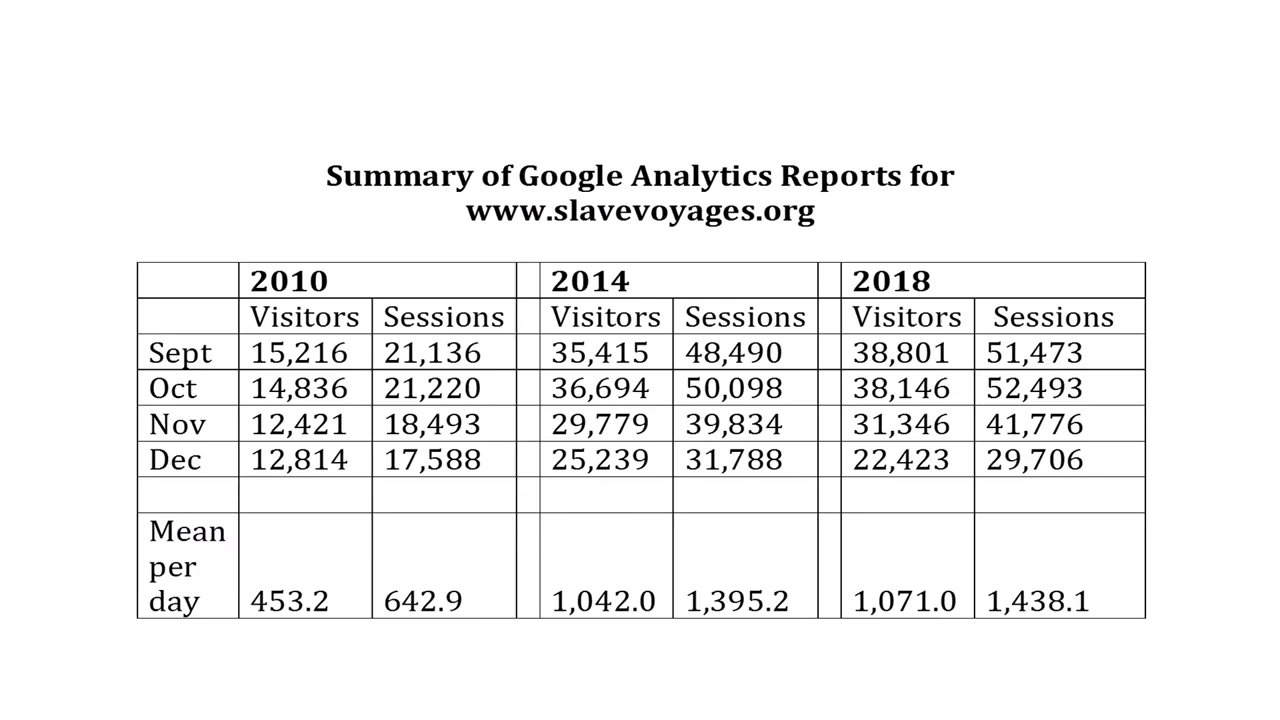 Summary of Google Analytics Reports for
www.slavevoyages.org
2010 2014 2018
Visitors Sessions Visitors Sessions Visitors Sessions
Sept 15,216 21,136 35,415 48,490 38,801 51,473
Oct 14,836 21,220 36,694 50,098 38,146 52,493
Nov 12,421 18,493 29,779 39,834 31,346 41,776
Dec 12,814 17,588 25,239 31,788 22,423 29,706
Mean
per
day 453.2 642.9 1,042.0 1,395.2 1,071.0 1,438.1